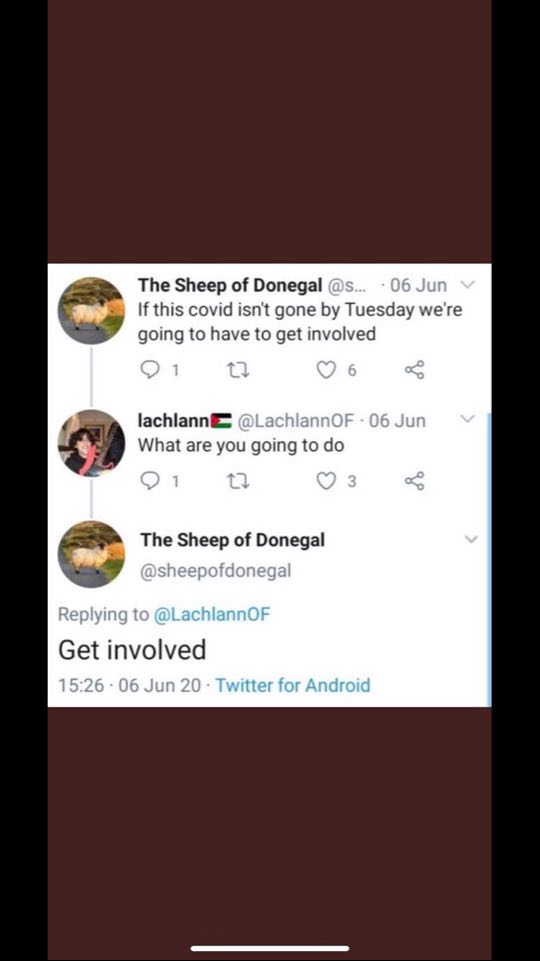 The Sheep of Donegal @s... · 06 Jun
If this covid isn't gone by Tuesday we're
going to have to get involved
1 6
lachlann🇵🇸 @LachlannOF · 06 Jun
What are you going to do
1 3
The Sheep of Donegal
@sheepofdonegal
Replying to @LachlannOF
Get involved
15:26 · 06 Jun 20 · Twitter for Android